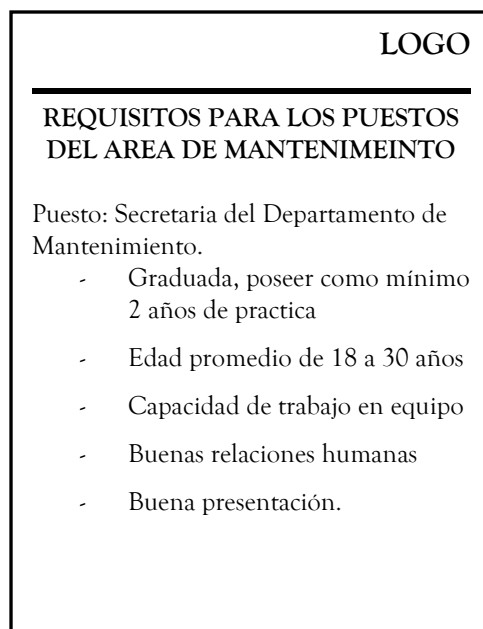 LOGO
REQUISITOS PARA LOS PUESTOS
DEL AREA DE MANTENIMEINTO
Puesto: Secretaria del Departamento de
Mantenimiento.
- Graduada, poseer como mínimo
2 años de practica
- Edad promedio de 18 a 30 años
- Capacidad de trabajo en equipo
- Buenas relaciones humanas
- Buena presentación.